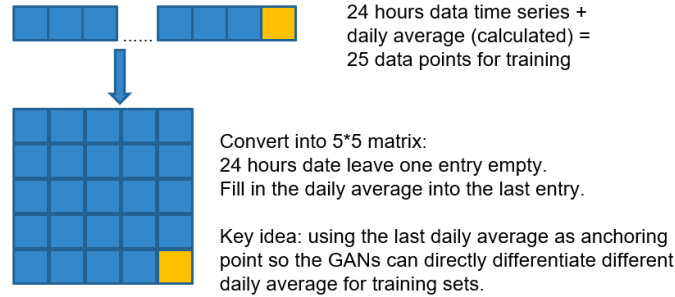 24 hours data time series +
daily average (calculated) =
25 data points for training
......
Convert into 5*5 matrix:
24 hours date leave one entry empty.
Fill in the daily average into the last entry.
Key idea: using the last daily average as anchoring
point so the GANs can directly differentiate different
daily average for training sets.